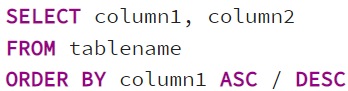 SELECT column1, column2
FROM tablename
ORDER BY column1 ASC / DESC